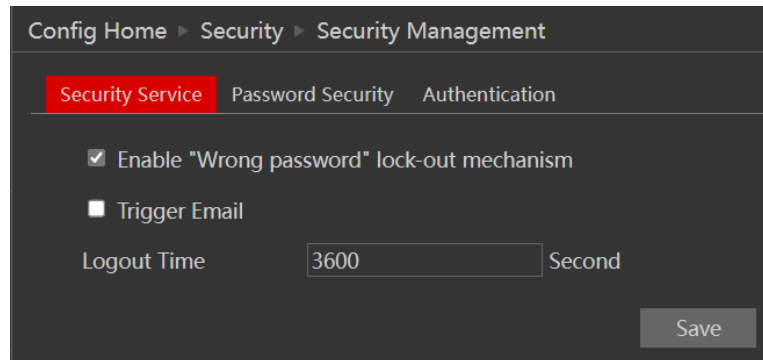 Config Home ▶ Security ▶ Security Management
Security Service Password Security Authentication
Enable "Wrong password" lock-out mechanism
Trigger Email
Logout Time 3600 Second
Save